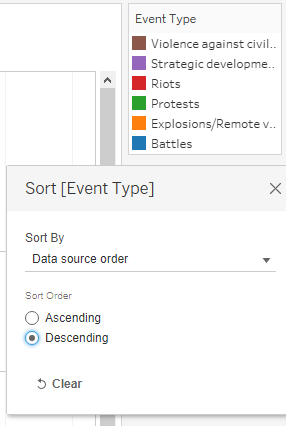 Event Type
Violence against civil..
Strategic developme..
Riots
Protests
Explosions/Remote v..
Battles
Sort [Event Type]
Sort By
Data source order
Sort Order
Ascending
Descending
Clear